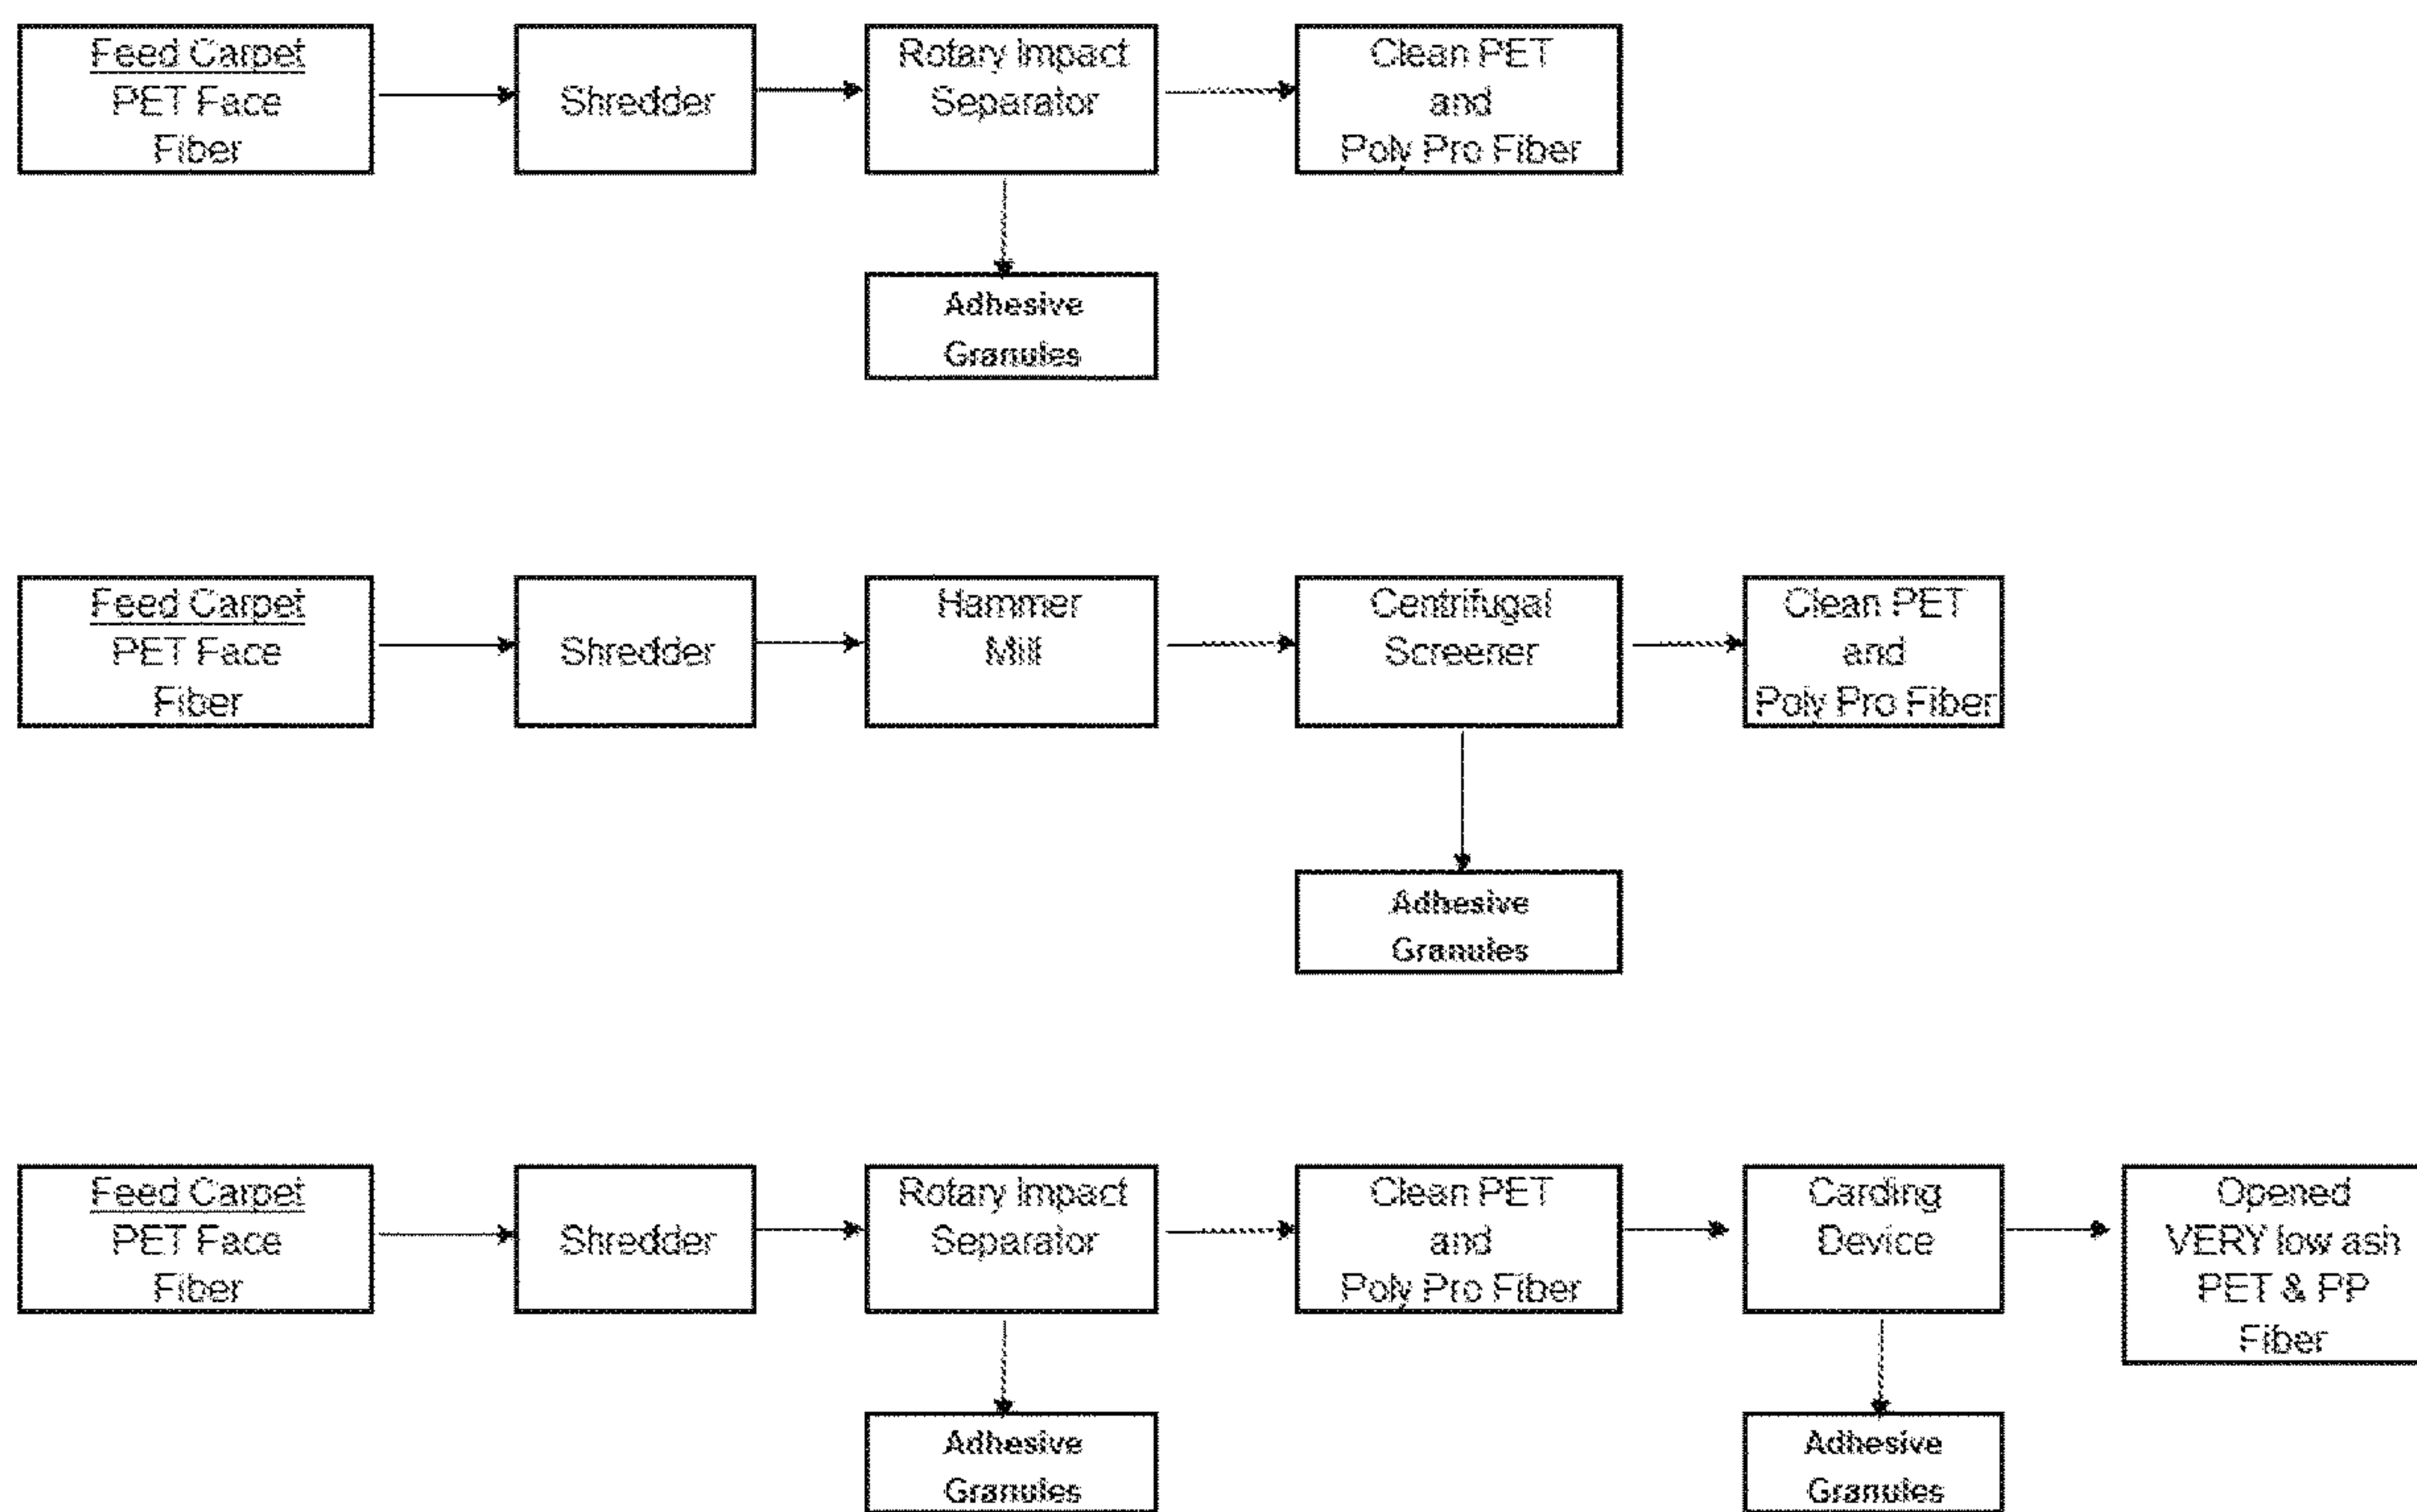 Feed Carpet
PET Face
Fiber
Shredder
Rotary Impact
Separator
Clean PET
and
Poly Pro Fiber
Adhesive
Granules
Feed Carpet
PET Face
Fiber
Shredder
Hammer
Mill
Centrifugal
Screener
Clean PET
and
Poly Pro Fiber
Adhesive
Granules
Feed Carpet
PET Face
Fiber
Shredder
Rotary Impact
Separator
Clean PET
and
Poly Pro Fiber
Carding
Device
Opened
VERY low ash
PET & PP
Fiber
Adhesive
Granules
Adhesive
Granules